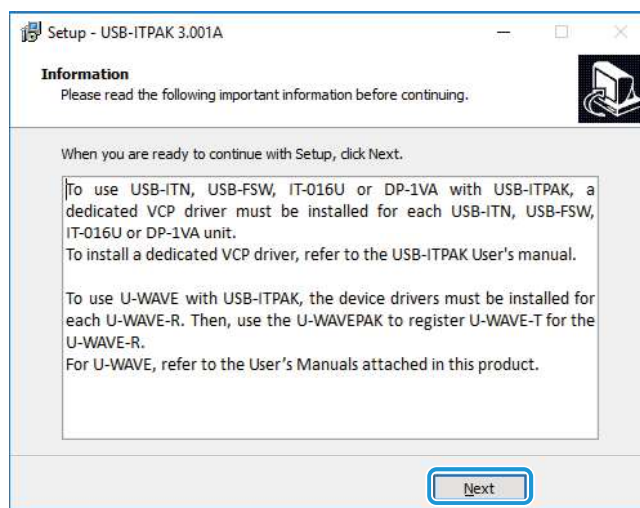 Setup - USB-ITPAK 3.001A
Information
Please read the following important information before continuing.
When you are ready to continue with Setup, click Next.
To use USB-ITN, USB-FSW, IT-016U or DP-1VA with USB-ITPAK, a
dedicated VCP driver must be installed for each USB-ITN, USB-FSW,
IT-016U or DP-1VA unit.
To install a dedicated VCP driver, refer to the USB-ITPAK User's manual.
To use U-WAVE with USB-ITPAK, the device drivers must be installed for
each U-WAVE-R. Then, use the U-WAVEPAK to register U-WAVE-T for the
U-WAVE-R.
For U-WAVE, refer to the User’s Manuals attached in this product.
Next